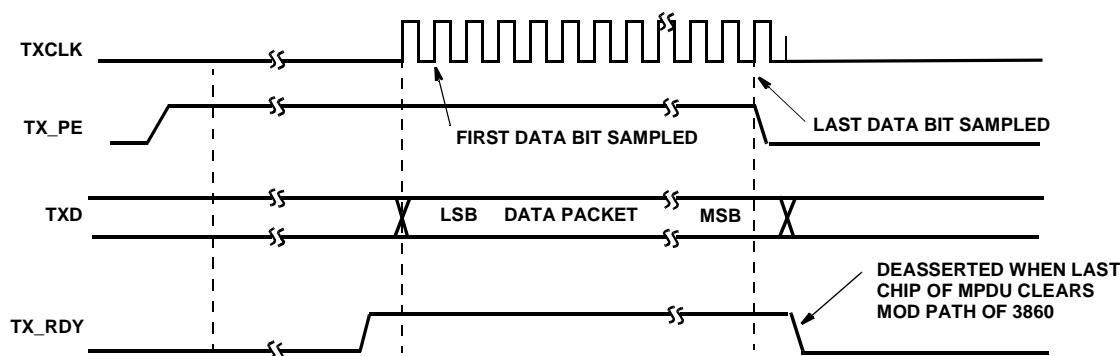 TXCLK
FIRST DATA BIT SAMPLED
LAST DATA BIT SAMPLED
TX_PE
TXD
LSB DATA PACKET MSB
DEASSERTED WHEN LAST
CHIP OF MPDU CLEARS
MOD PATH OF 3860
TX_RDY